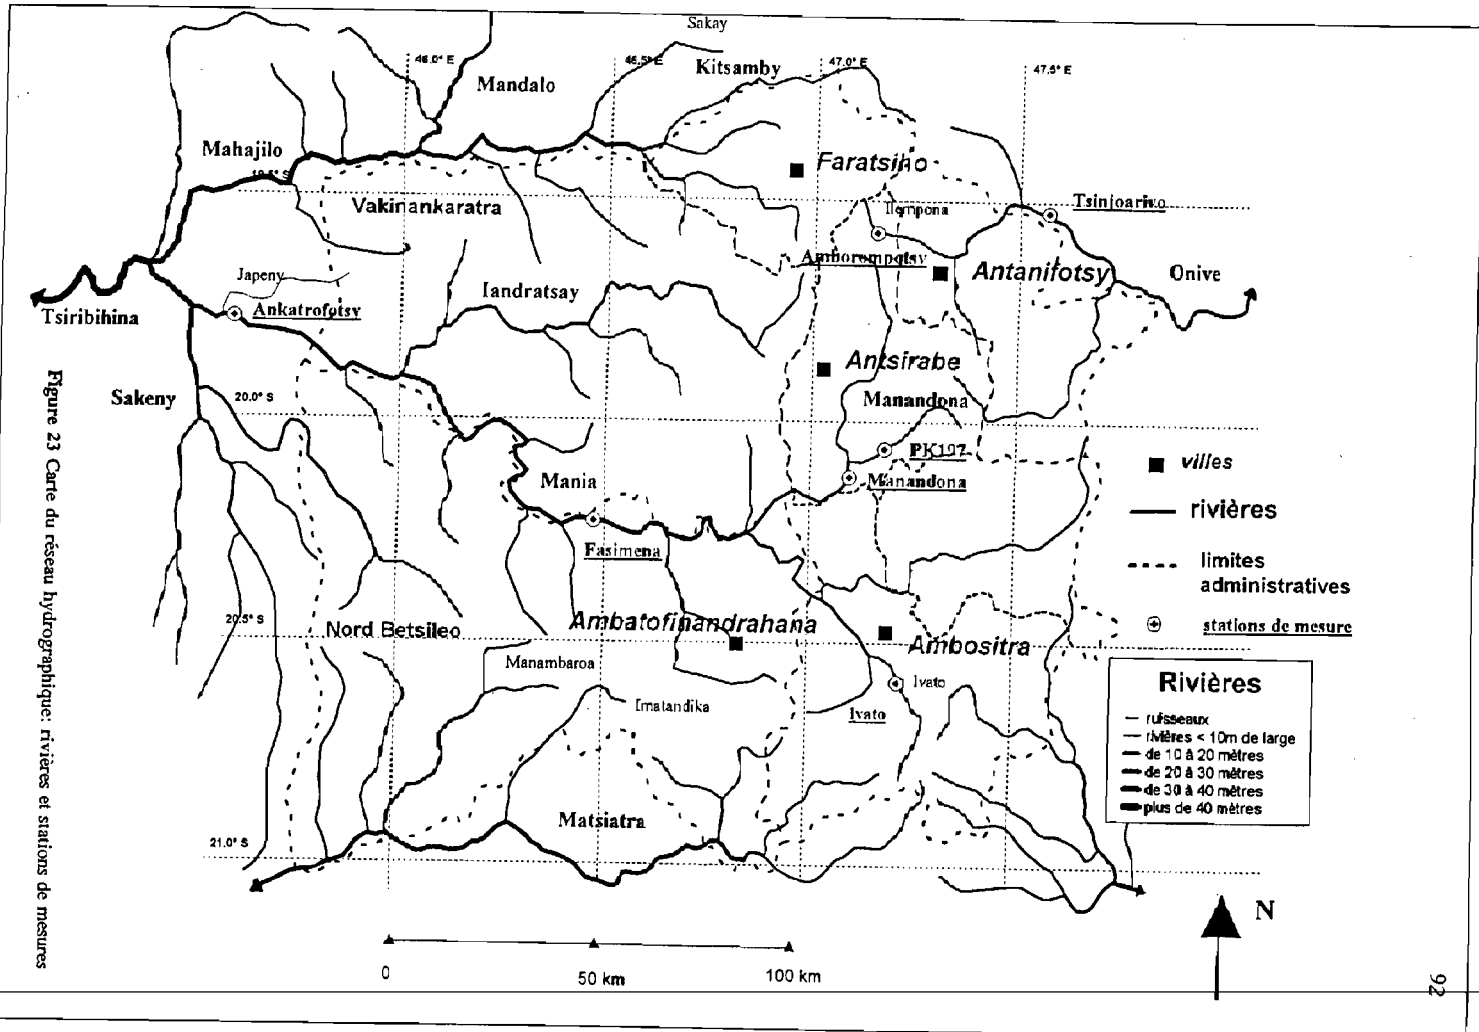 Sakay
46.0° E
46.5° E
Kitsamby
47.0° E
47.5° E
Mandalo
Mahajilo
19.5° S
Faratsiho
Vakinankaratra
Ilempona
Tsinjoarivo
Amborompotsy
Antanifotsy
Onive
Japeny
Iandratsay
Ankatrofotsy
Tsiribihina
Antsirabe
Sakeny
20.0° S
Manandona
PK197
villes
Mania
Manandona
rivières
Fasimena
limites
administratives
20.5° S
Nord Betsileo
Ambatofinandrahana
Ambositra
stations de mesure
Manambaroa
Imatandika
Ivato
Ivato
Rivières
ruisseaux
rivières < 10m de large
de 10 à 20 mètres
de 20 à 30 mètres
de 30 à 40 mètres
plus de 40 mètres
Matsiatra
21.0° S
N
0
50 km
100 km
Figure 23 Carte du réseau hydrographique: rivières et stations de mesures
92